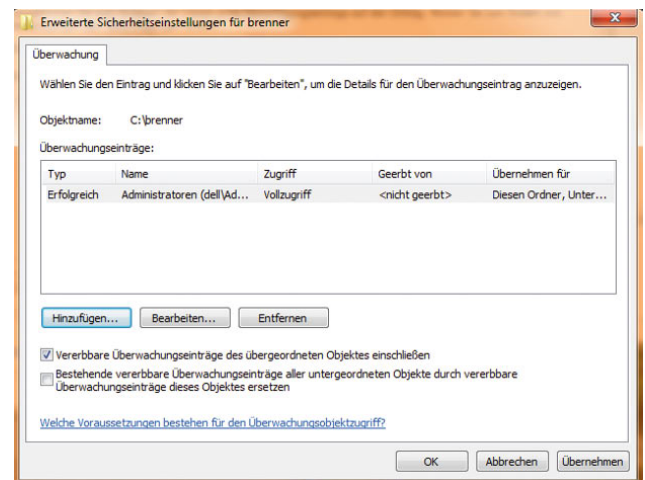 Erweiterte Sicherheitseinstellungen für brenner
Überwachung
Wählen Sie den Eintrag und klicken Sie auf "Bearbeiten", um die Details für den Überwachungseintrag anzuzeigen.
Objektname: C:\brenner
Überwachungseinträge:
Typ Name Zugriff Geerbt von Übernehmen für
Erfolgreich Administratoren (dell\Ad... Vollzugriff <nicht geerbt> Diesen Ordner, Unter...
Hinzufügen... Bearbeiten... Entfernen
Vererbbare Überwachungseinträge des übergeordneten Objektes einschließen
Bestehende vererbbare Überwachungseinträge aller untergeordneten Objekte durch vererbbare
Überwachungseinträge dieses Objektes ersetzen
Welche Voraussetzungen bestehen für den Überwachungsobjektzugriff?
OK Abbrechen Übernehmen